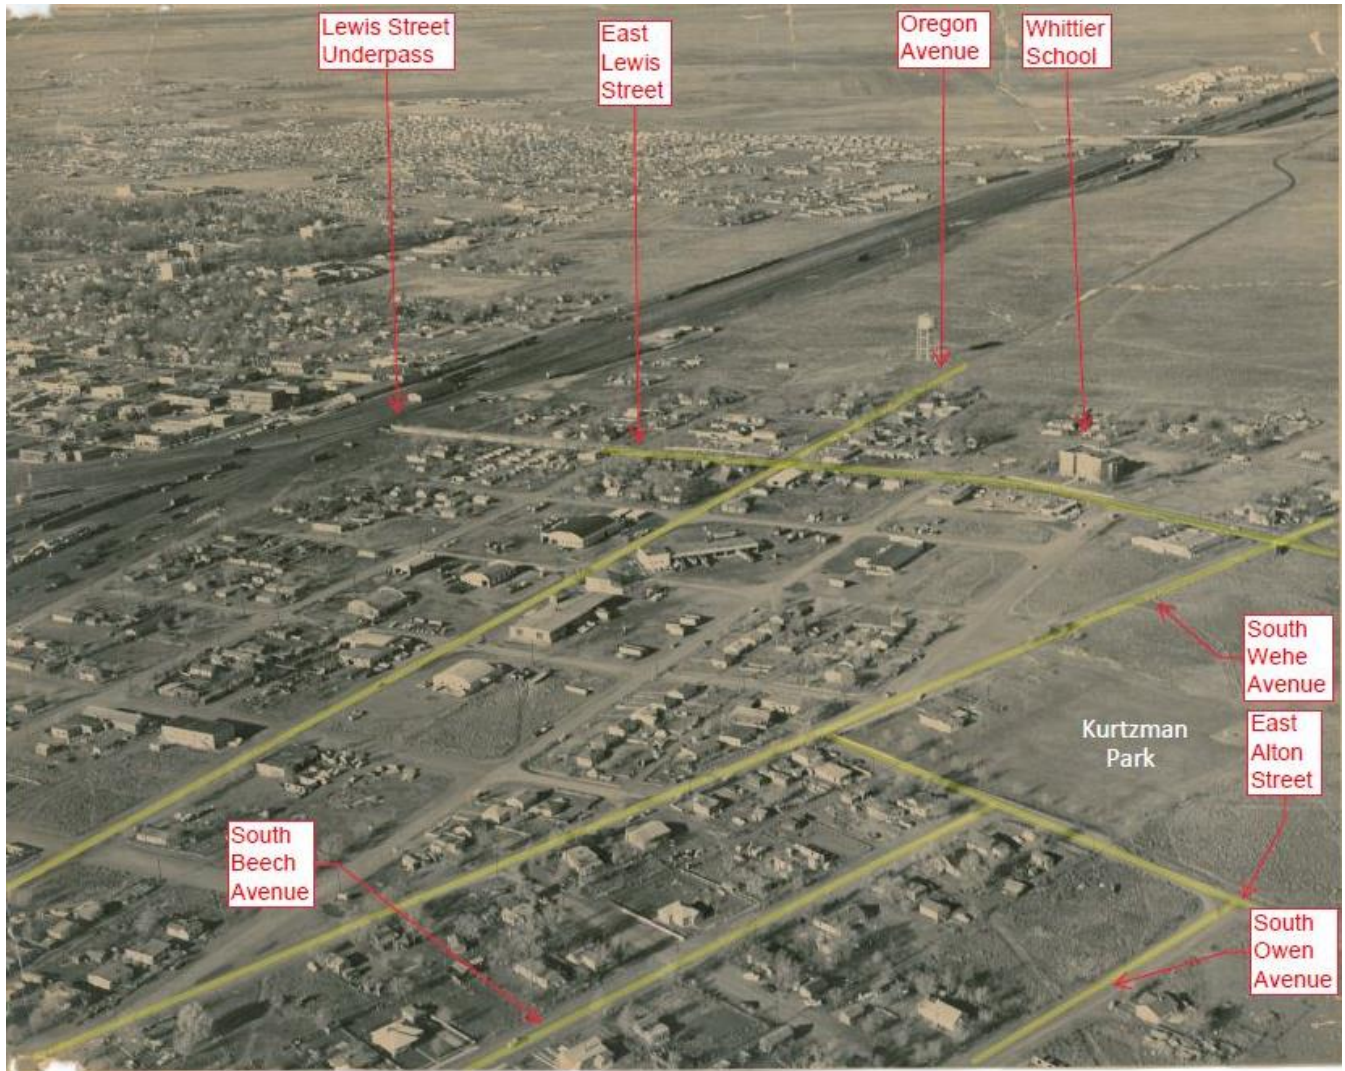 Lewis Street
Underpass
East
Lewis
Street
Oregon
Avenue
Whittier
School
South
Wehe
Avenue
Kurtzman
Park
East
Alton
Street
South
Beech
Avenue
South
Owen
Avenue